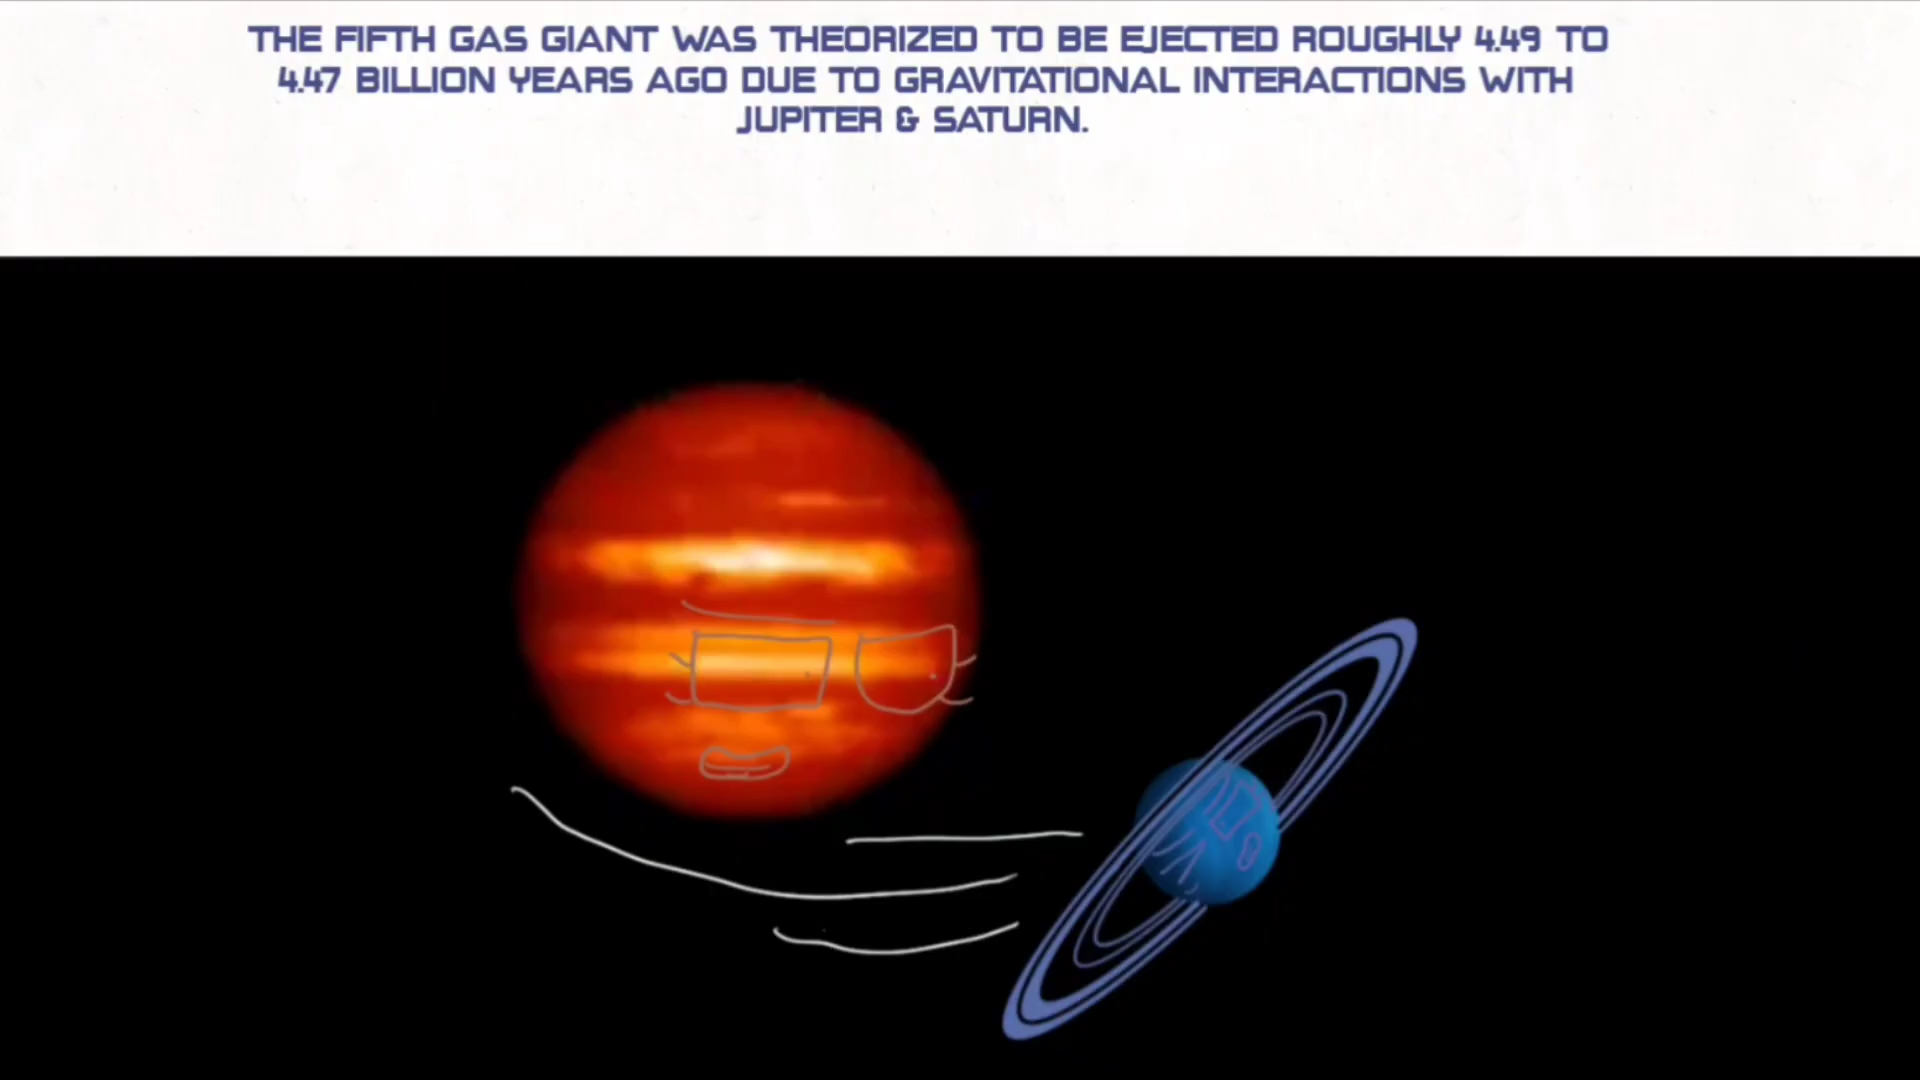 THE FIFTH GAS GIANT WAS THEORIZED TO BE EJECTED ROUGHLY 4.49 TO
4.47 BILLION YEARS AGO DUE TO GRAVITATIONAL INTERACTIONS WITH
JUPITER & SATURN.